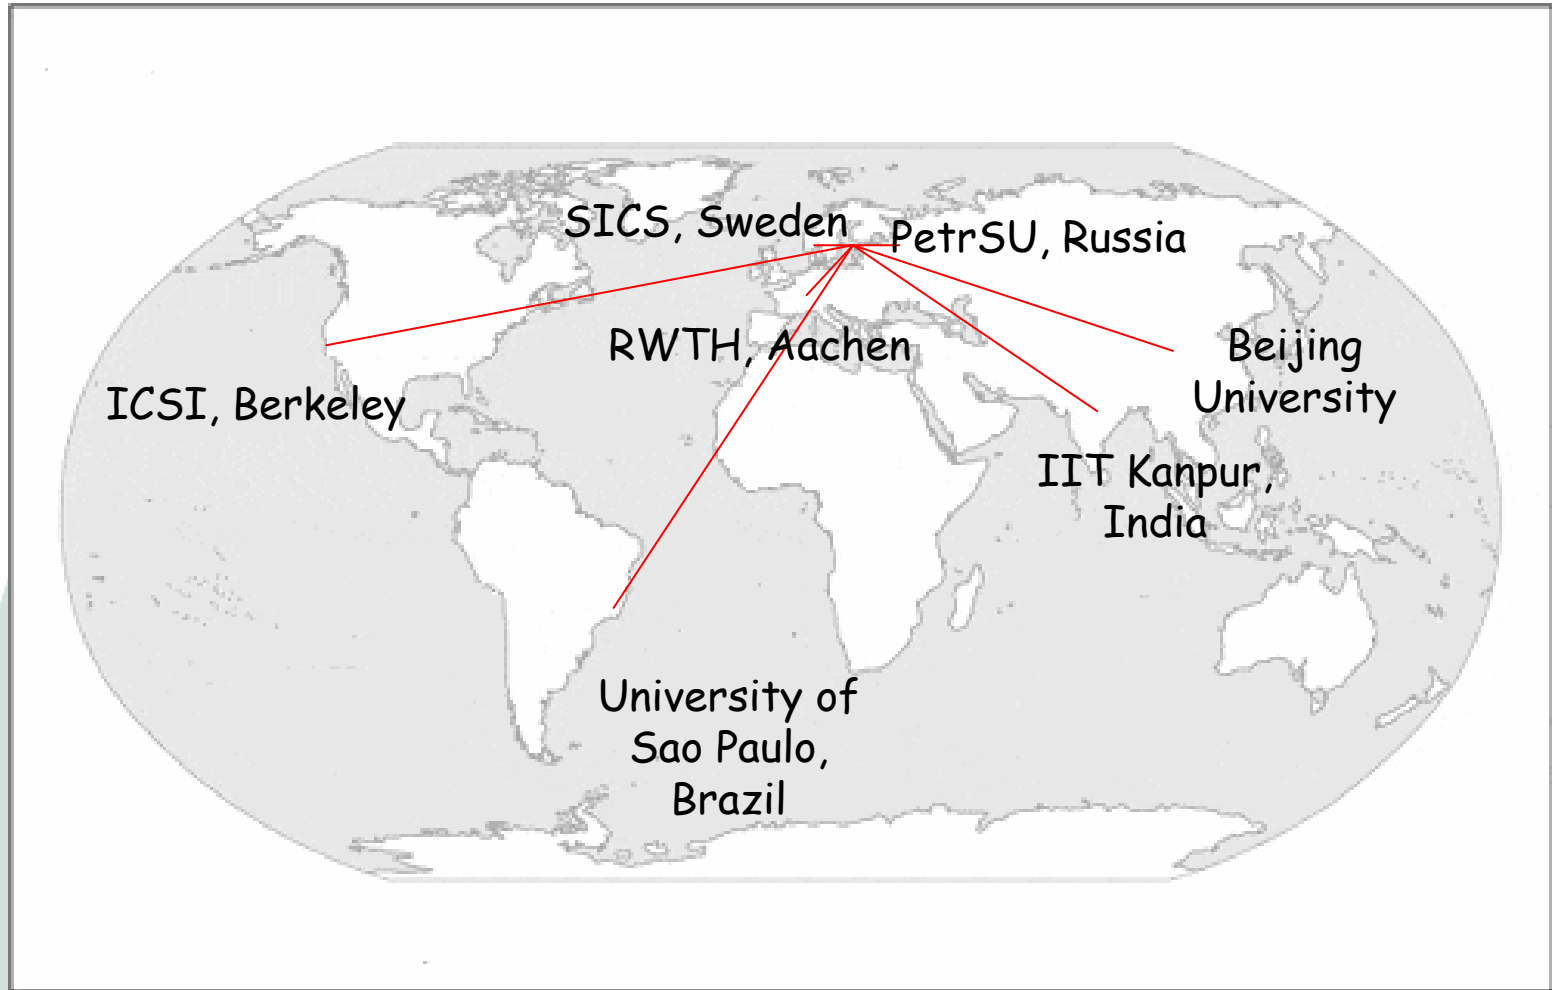 SICS, Sweden
PetrSU, Russia
RWTH, Aachen
Beijing
University
ICSI, Berkeley
IIT Kanpur,
India
University of
Sao Paulo,
Brazil